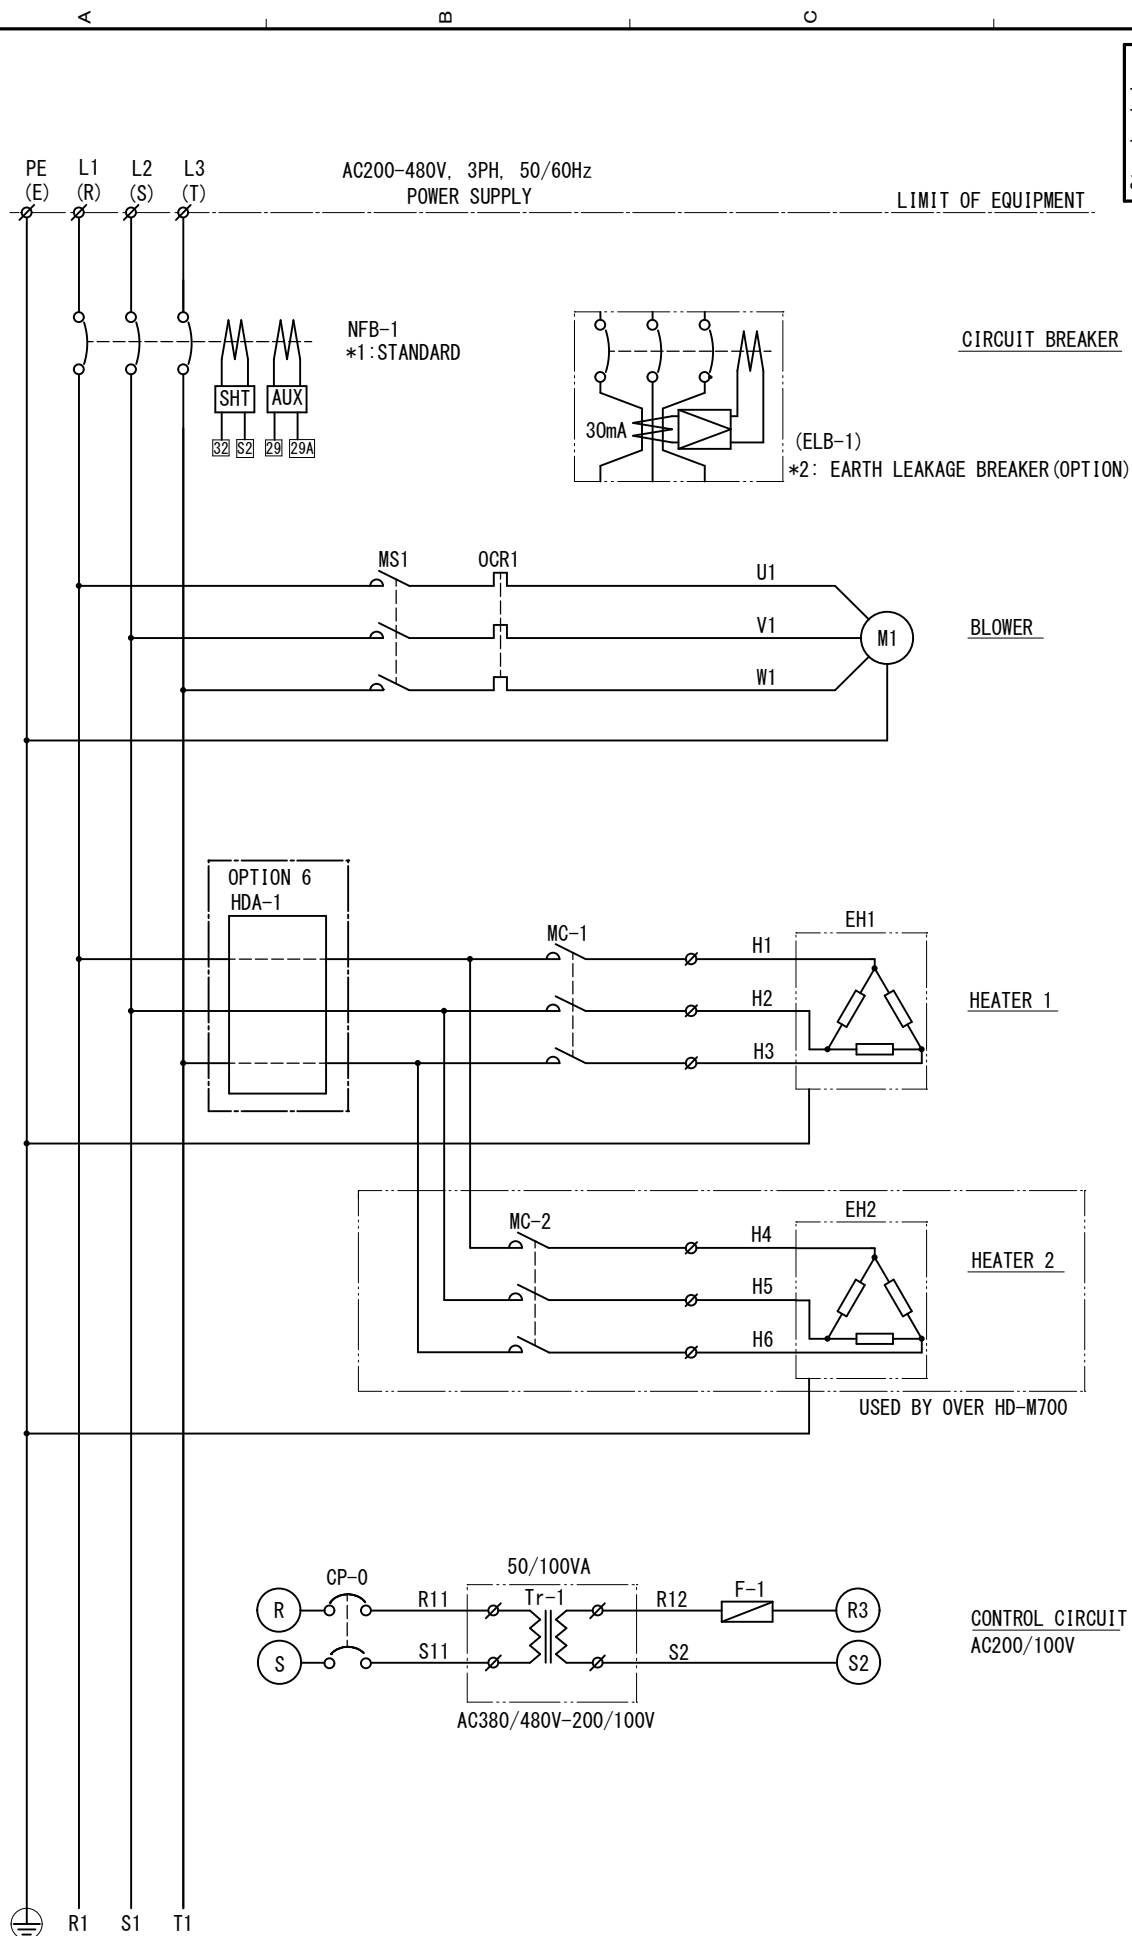 A B C
PE L1 L2 L3
(E) (R) (S) (T)
AC200-480V, 3PH, 50/60Hz
POWER SUPPLY
LIMIT OF EQUIPMENT
NFB-1
*1:STANDARD
SHT AUX
32 S2 29 29A
30mA
(ELB-1)
*2: EARTH LEAKAGE BREAKER(OPTION)
CIRCUIT BREAKER
MS1 OCR1
U1
V1
W1
M1
BLOWER
OPTION 6
HDA-1
MC-1
H1
H2
H3
EH1
HEATER 1
MC-2
H4
H5
H6
EH2
HEATER 2
USED BY OVER HD-M700
50/100VA
CP-0
R R11 Tr-1 R12 F-1 R3
S S11 S2 S2
AC380/480V-200/100V
CONTROL CIRCUIT
AC200/100V
R1 S1 T1